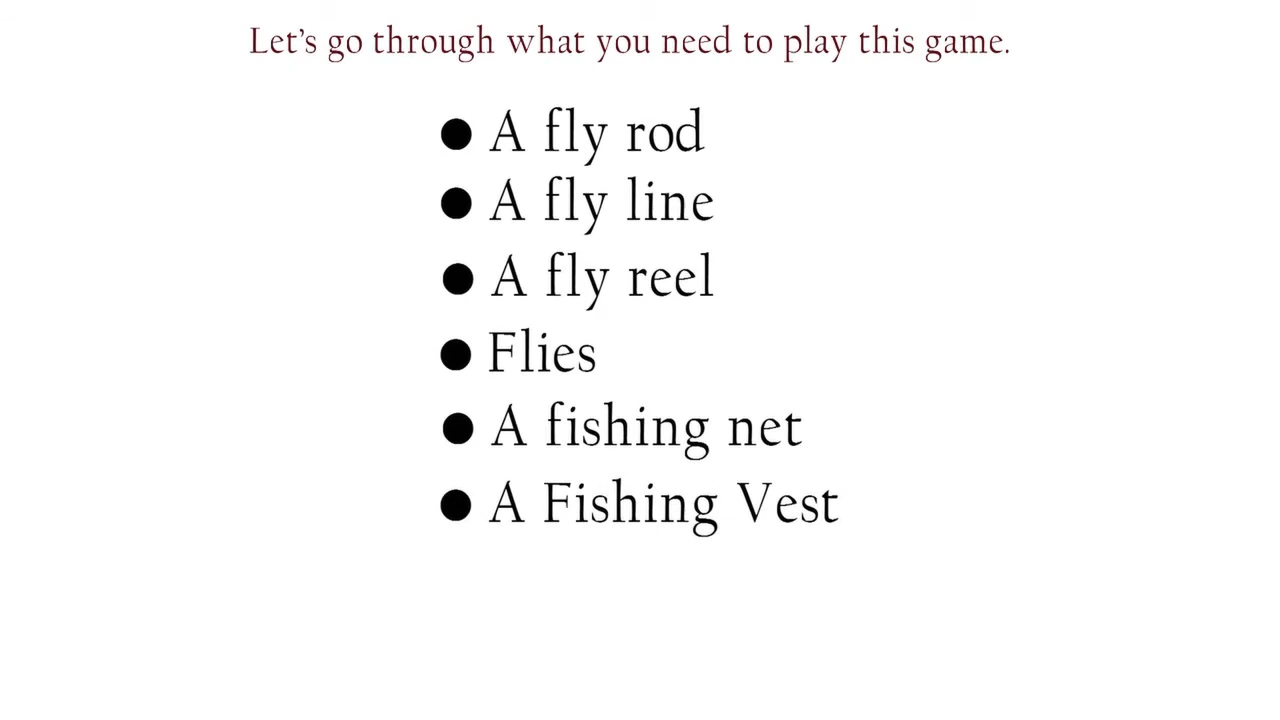 Let's go through what you need to play this game.
● A fly rod
● A fly line
● A fly reel
● Flies
● A fishing net
● A Fishing Vest